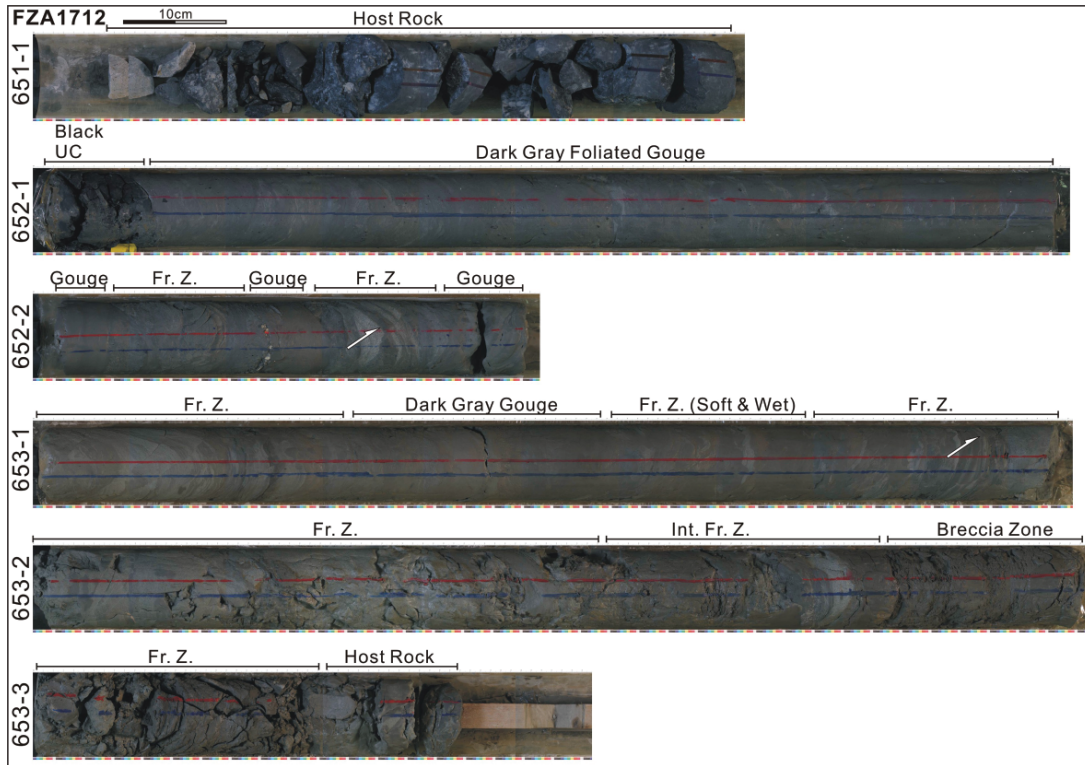 FZA1712
10cm
Host Rock
651-1
Black
UC
Dark Gray Foliated Gouge
652-1
Gouge
Fr. Z.
Gouge
Fr. Z.
Gouge
652-2
Fr. Z.
Dark Gray Gouge
Fr. Z. (Soft & Wet)
Fr. Z.
653-1
Fr. Z.
Int. Fr. Z.
Breccia Zone
653-2
Fr. Z.
Host Rock
653-3